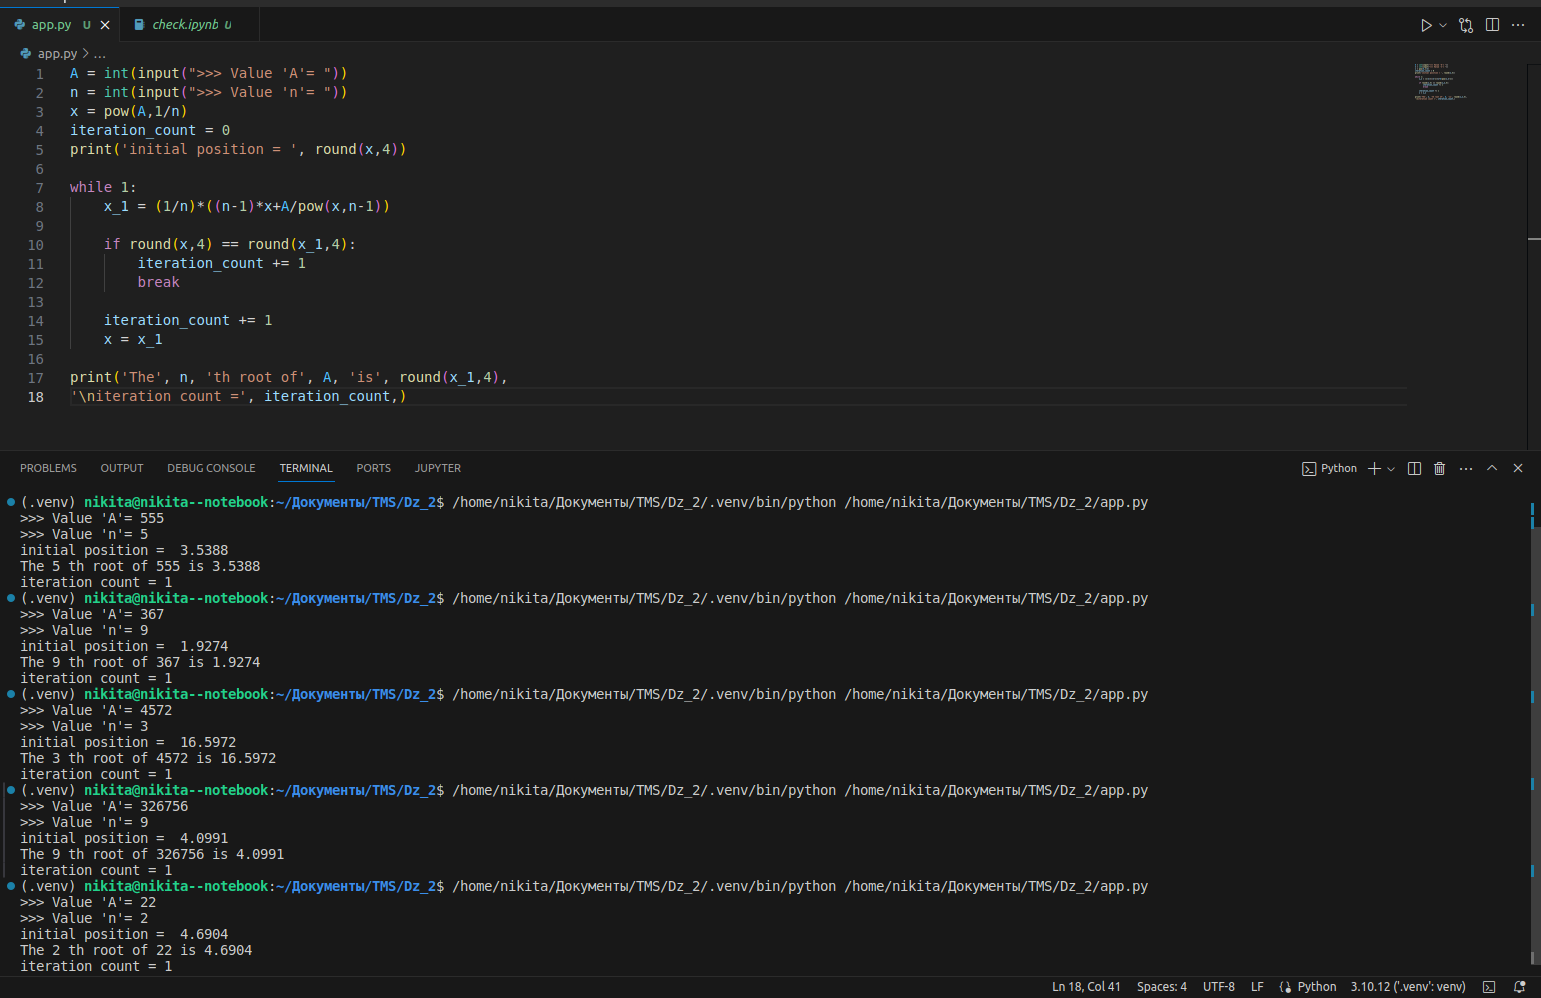 app.py U
check.ipynb U
app.py > ...
1 A = int(input(">>> Value 'A'= "))
2 n = int(input(">>> Value 'n'= "))
3 x = pow(A,1/n)
4 iteration_count = 0
5 print('initial position = ', round(x,4))
6
7 while 1:
8     x_1 = (1/n)*((n-1)*x+A/pow(x,n-1))
9
10     if round(x,4) == round(x_1,4):
11         iteration_count += 1
12         break
13
14     iteration_count += 1
15     x = x_1
16
17 print('The', n, 'th root of', A, 'is', round(x_1,4),
18 '\niteration count =', iteration_count,)
PROBLEMS OUTPUT DEBUG CONSOLE TERMINAL PORTS JUPYTER Python
(.venv) nikita@nikita--notebook:~/Документы/TMS/Dz_2$ /home/nikita/Документы/TMS/Dz_2/.venv/bin/python /home/nikita/Документы/TMS/Dz_2/app.py
>>> Value 'A'= 555
>>> Value 'n'= 5
initial position =  3.5388
The 5 th root of 555 is 3.5388
iteration count = 1
(.venv) nikita@nikita--notebook:~/Документы/TMS/Dz_2$ /home/nikita/Документы/TMS/Dz_2/.venv/bin/python /home/nikita/Документы/TMS/Dz_2/app.py
>>> Value 'A'= 367
>>> Value 'n'= 9
initial position =  1.9274
The 9 th root of 367 is 1.9274
iteration count = 1
(.venv) nikita@nikita--notebook:~/Документы/TMS/Dz_2$ /home/nikita/Документы/TMS/Dz_2/.venv/bin/python /home/nikita/Документы/TMS/Dz_2/app.py
>>> Value 'A'= 4572
>>> Value 'n'= 3
initial position =  16.5972
The 3 th root of 4572 is 16.5972
iteration count = 1
(.venv) nikita@nikita--notebook:~/Документы/TMS/Dz_2$ /home/nikita/Документы/TMS/Dz_2/.venv/bin/python /home/nikita/Документы/TMS/Dz_2/app.py
>>> Value 'A'= 326756
>>> Value 'n'= 9
initial position =  4.0991
The 9 th root of 326756 is 4.0991
iteration count = 1
(.venv) nikita@nikita--notebook:~/Документы/TMS/Dz_2$ /home/nikita/Документы/TMS/Dz_2/.venv/bin/python /home/nikita/Документы/TMS/Dz_2/app.py
>>> Value 'A'= 22
>>> Value 'n'= 2
initial position =  4.6904
The 2 th root of 22 is 4.6904
iteration count = 1
Ln 18, Col 41 Spaces: 4 UTF-8 LF Python 3.10.12 ('.venv': venv)